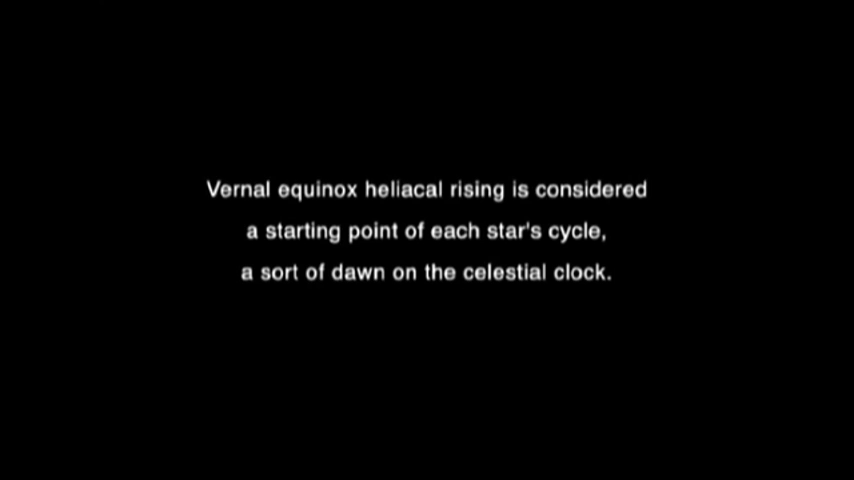 Vernal equinox heliacal rising is considered
a starting point of each star's cycle,
a sort of dawn on the celestial clock.